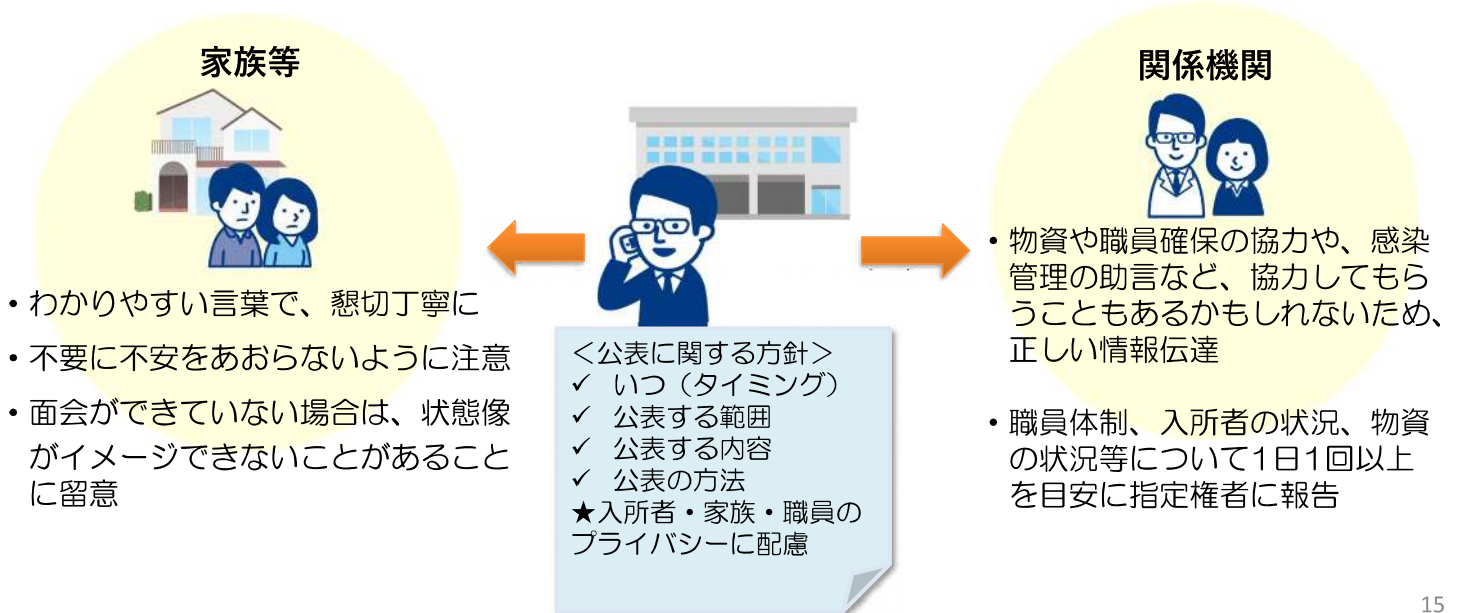 家族等
• わかりやすい言葉で、懇切丁寧に
• 不要に不安をあおらないように注意
• 面会ができていない場合は、状態像
がイメージできないことがあること
に留意
＜公表に関する方針＞
✓ いつ（タイミング）
✓ 公表する範囲
✓ 公表する内容
✓ 公表の方法
★入所者・家族・職員の
プライバシーに配慮
関係機関
• 物資や職員確保の協力や、感染
管理の助言など、協力してもら
うこともあるかもしれないため、
正しい情報伝達
• 職員体制、入所者の状況、物資
の状況等について1日1回以上
を目安に指定権者に報告
15